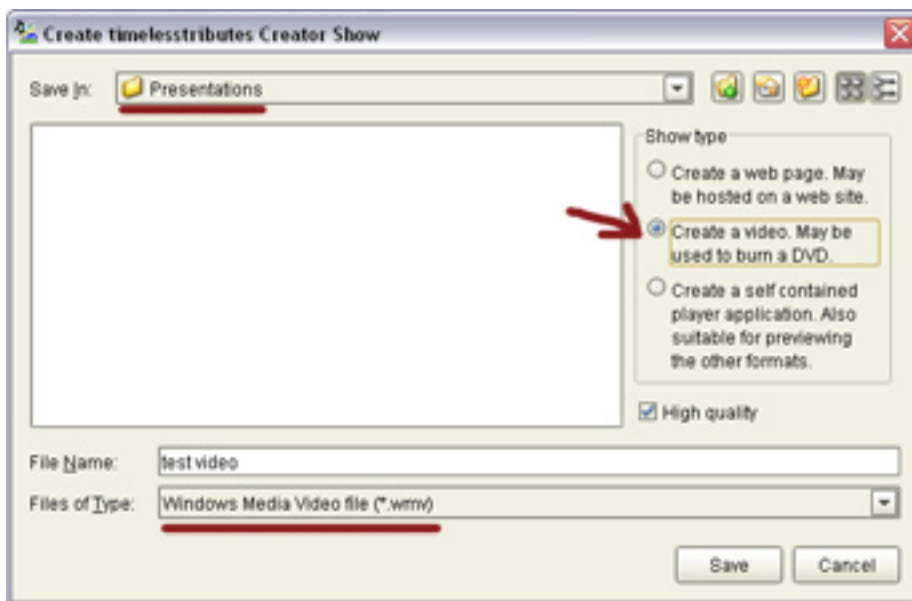 Create timelesstributes Creator Show
Save In:
Presentations
Show type
Create a web page. May
be hosted on a web site.
Create a video. May be
used to burn a DVD.
Create a self contained
player application. Also
suitable for previewing
the other formats.
High quality
File Name:
test video
Files of Type:
Windows Media Video file (*.wmv)
Save
Cancel